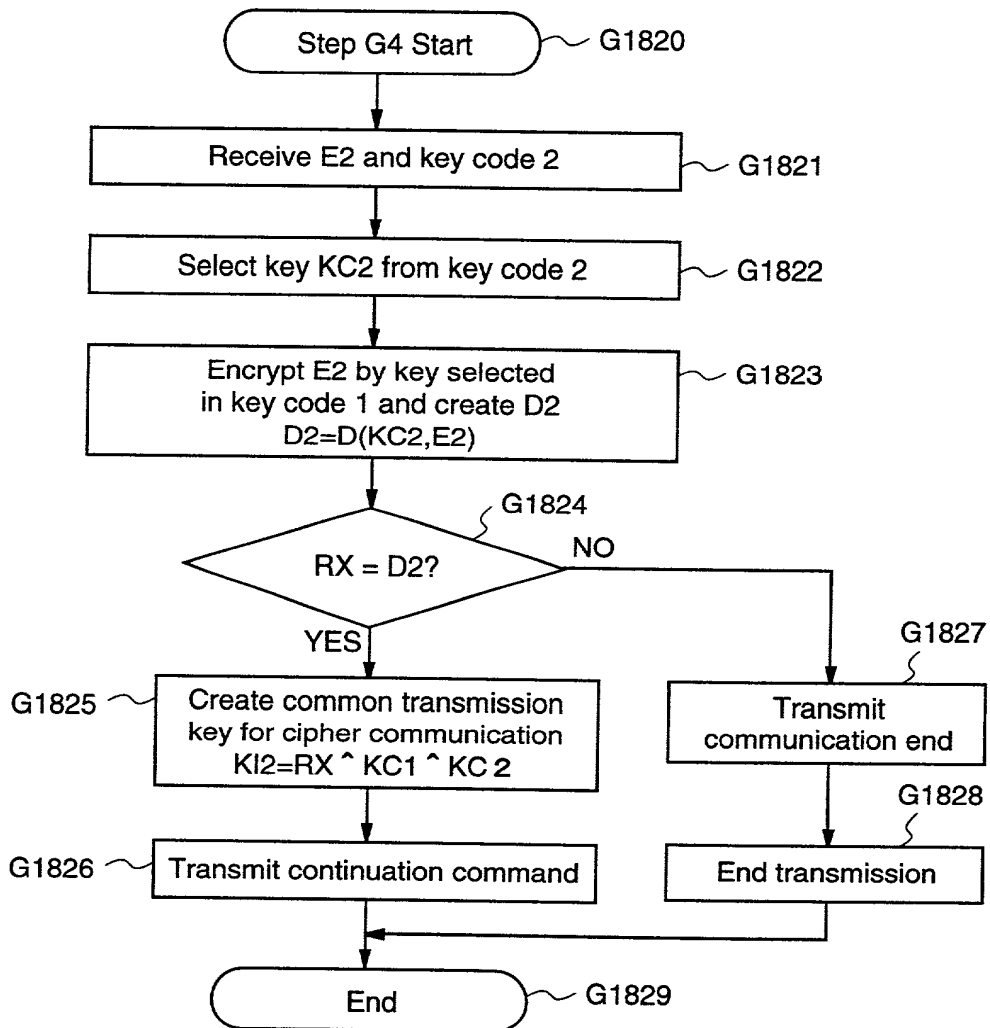 Step G4 Start
G1820
Receive E2 and key code 2
G1821
Select key KC2 from key code 2
G1822
Encrypt E2 by key selected
in key code 1 and create D2
D2=D(KC2,E2)
G1823
G1824
RX = D2?
NO
YES
G1825
Create common transmission
key for cipher communication
KI2=RX ^ KC1 ^ KC 2
G1827
Transmit
communication end
G1826
Transmit continuation command
G1828
End transmission
End
G1829